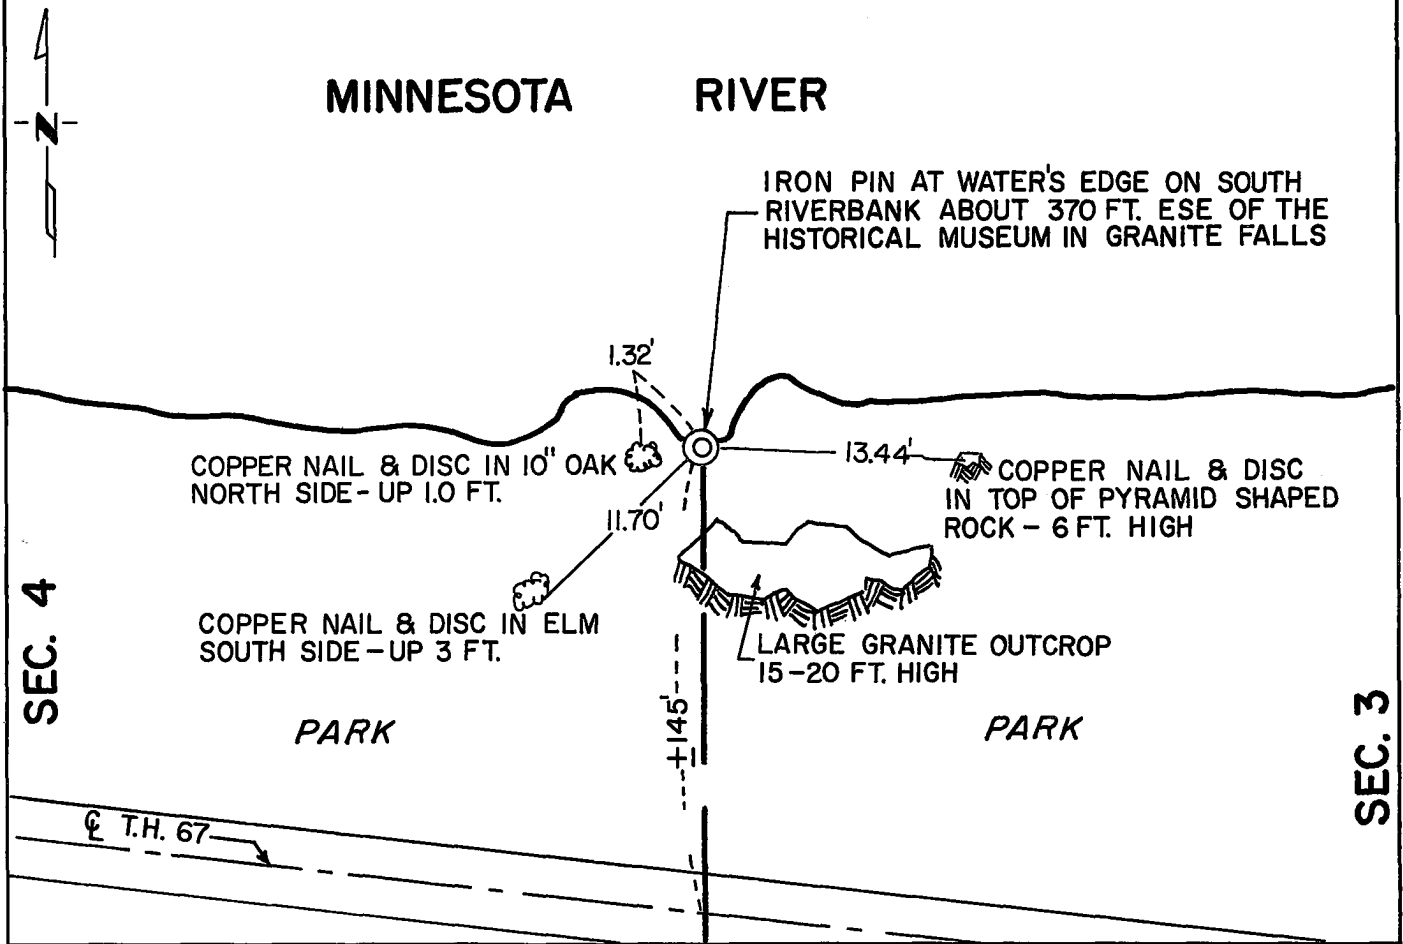 N
MINNESOTA RIVER
IRON PIN AT WATER'S EDGE ON SOUTH
RIVERBANK ABOUT 370 FT. ESE OF THE
HISTORICAL MUSEUM IN GRANITE FALLS
1.32'
COPPER NAIL & DISC IN 10" OAK
NORTH SIDE - UP 1.0 FT.
13.44'
COPPER NAIL & DISC
IN TOP OF PYRAMID SHAPED
ROCK - 6 FT. HIGH
11.70'
COPPER NAIL & DISC IN ELM
SOUTH SIDE - UP 3 FT.
LARGE GRANITE OUTCROP
15-20 FT. HIGH
SEC. 4
PARK
±145'
PARK
SEC. 3
℄ T.H. 67